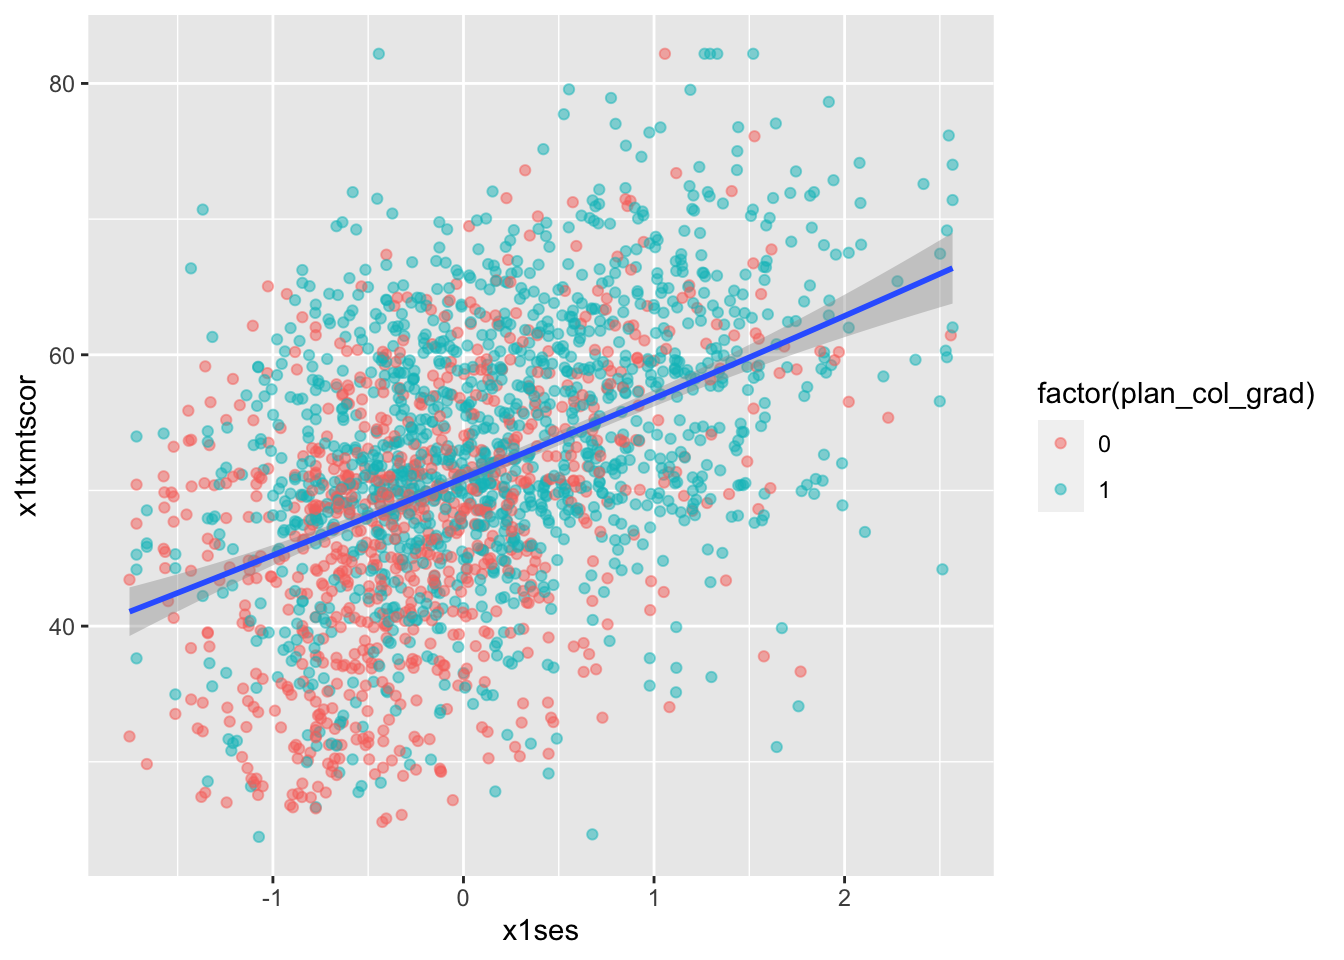 80
60
40
x1txmtscor
-1 0 1 2
x1ses
factor(plan_col_grad)
0
1